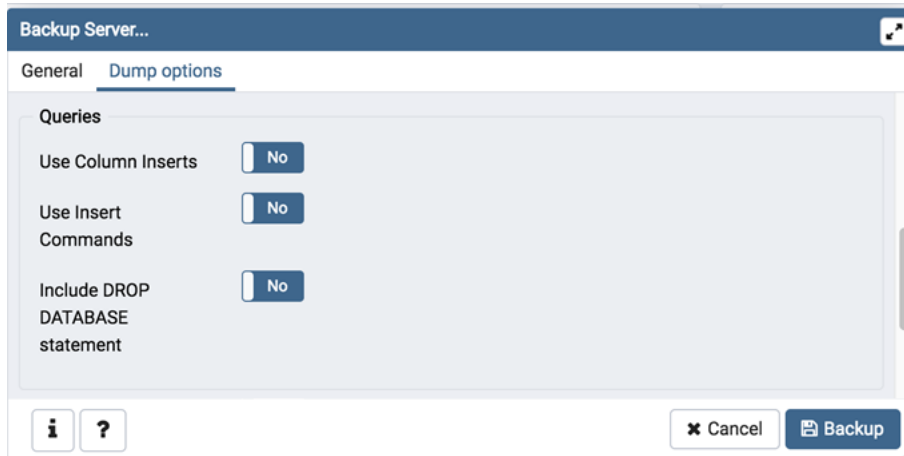 Backup Server...
General Dump options
Queries
Use Column Inserts No
Use Insert No
Commands
Include DROP No
DATABASE
statement
i ? Cancel Backup